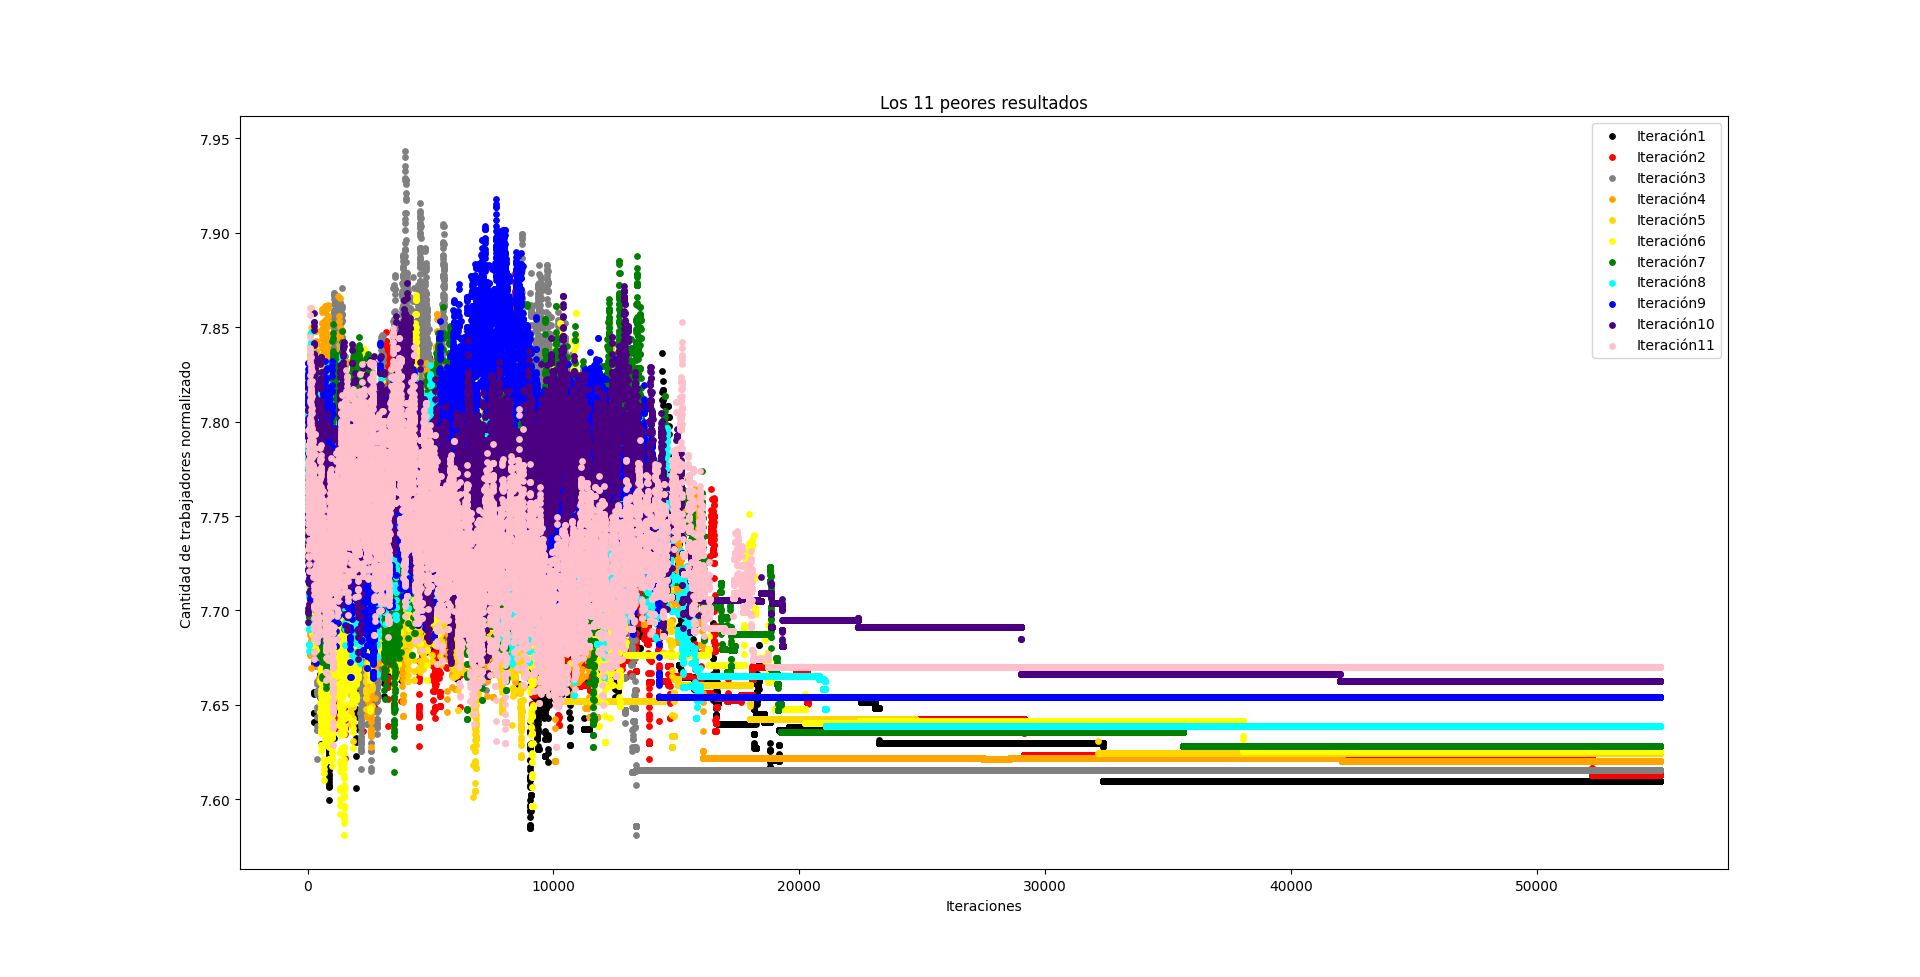 Los 11 peores resultados
Cantidad de trabajadores normalizado
7.95
7.90
7.85
7.80
7.75
7.70
7.65
7.60
0
10000
20000
30000
40000
50000
Iteraciones
Iteración1
Iteración2
Iteración3
Iteración4
Iteración5
Iteración6
Iteración7
Iteración8
Iteración9
Iteración10
Iteración11